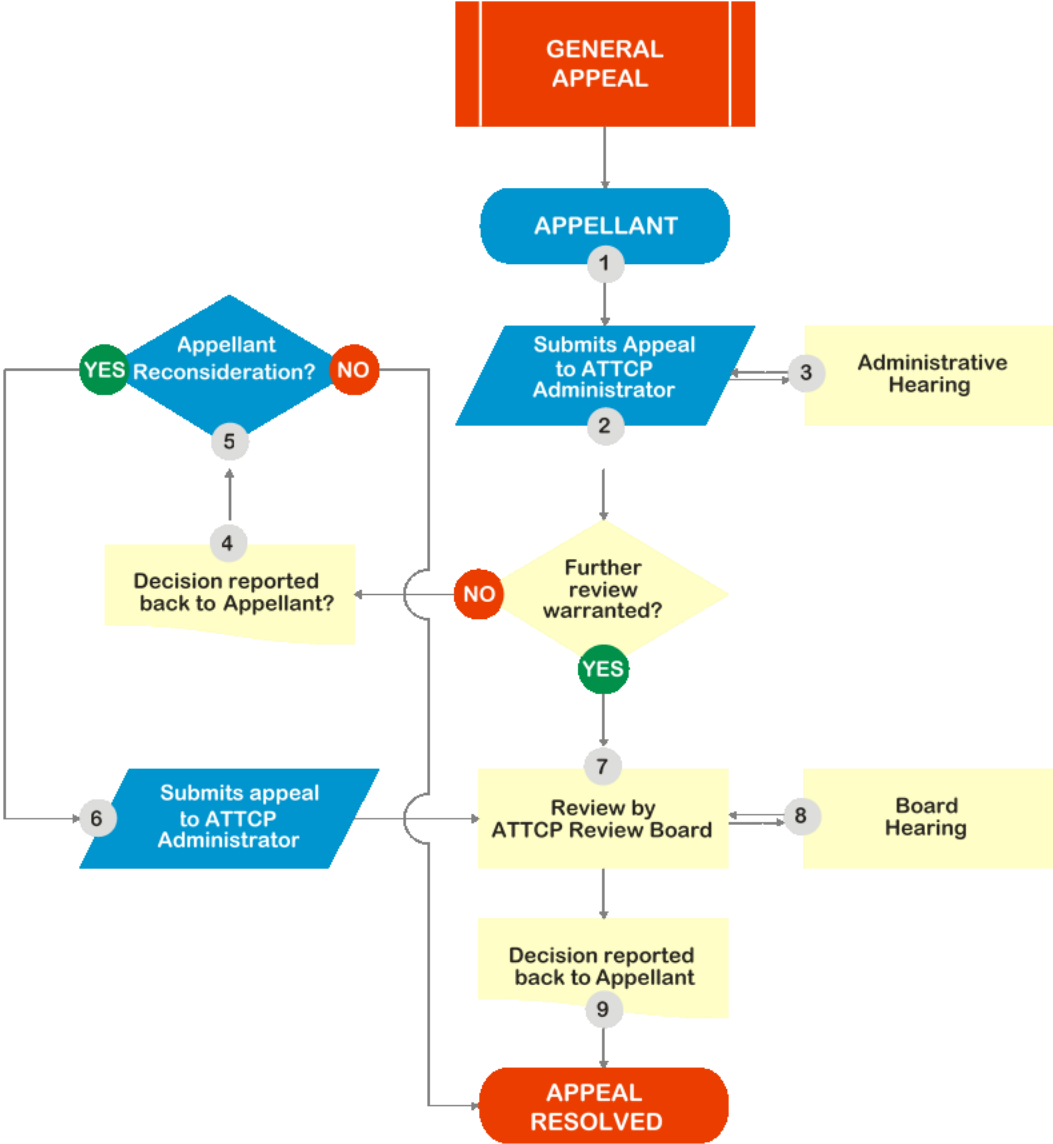 GENERAL
APPEAL
APPELLANT
1
Submits Appeal
to ATTCP
Administrator
2
3
Administrative
Hearing
Appellant
Reconsideration?
YES
NO
5
4
Decision reported
back to Appellant?
Further
review
warranted?
NO
YES
6
Submits appeal
to ATTCP
Administrator
7
Review by
ATTCP Review Board
8
Board
Hearing
Decision reported
back to Appellant
9
APPEAL
RESOLVED